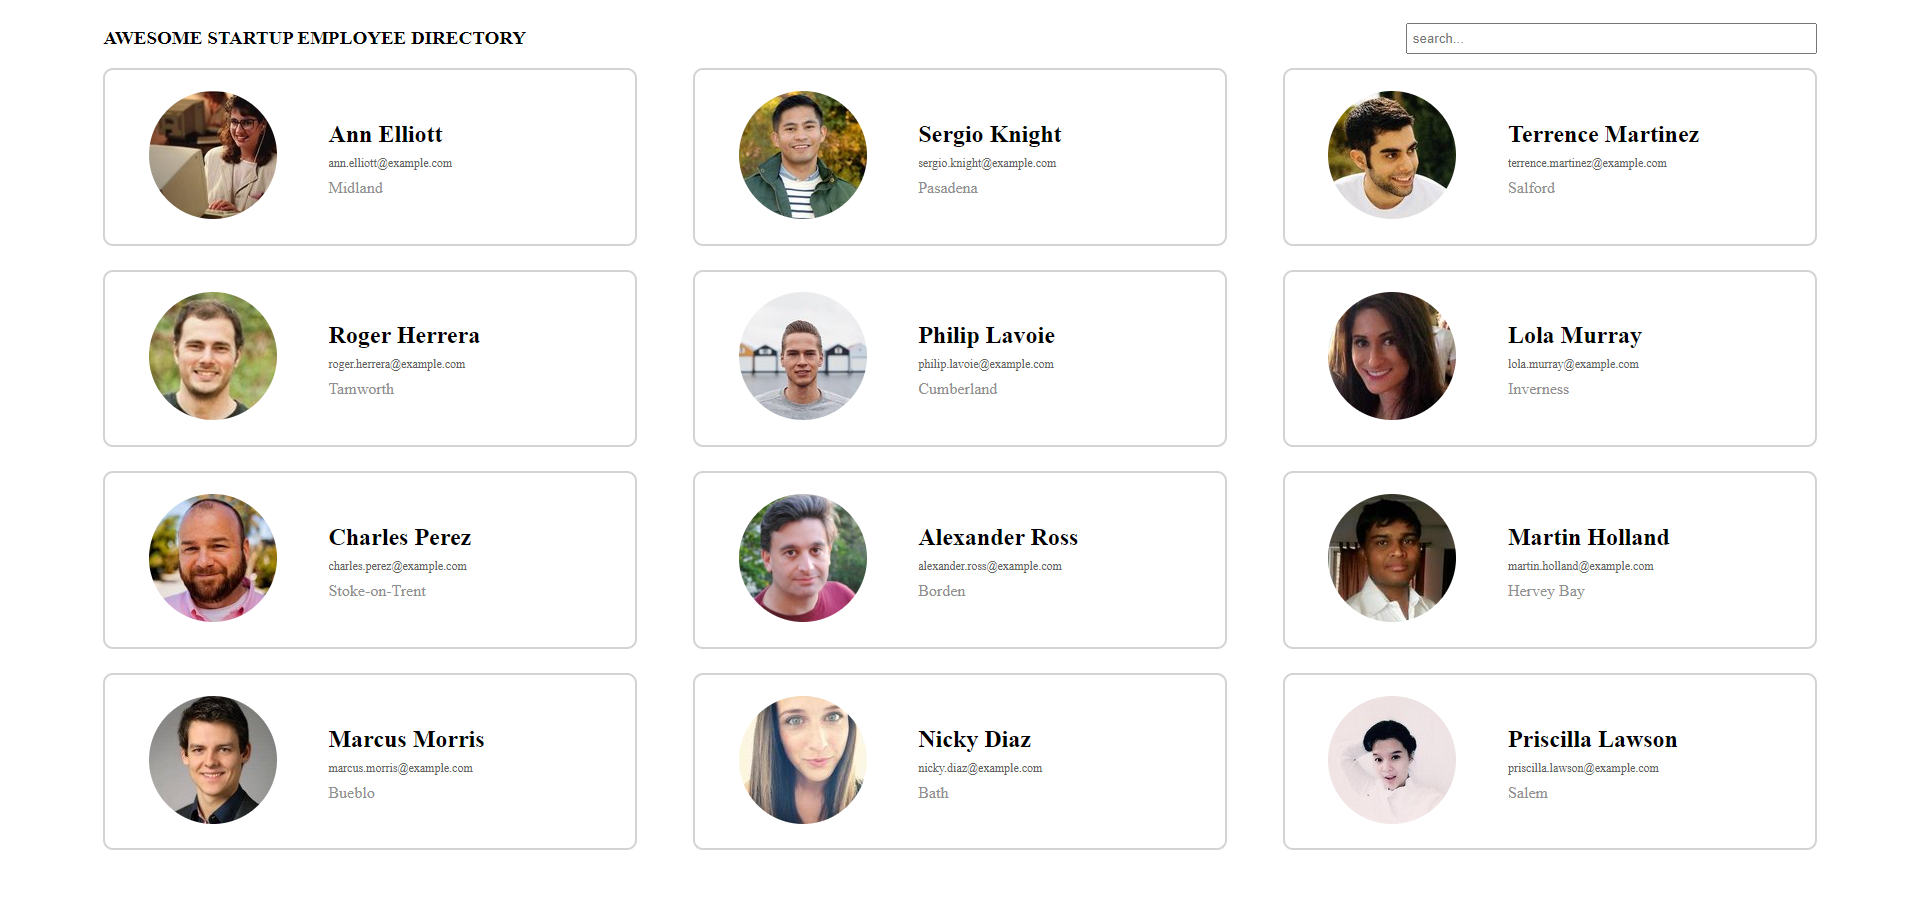 AWESOME STARTUP EMPLOYEE DIRECTORY
search...
Ann Elliott
ann.elliott@example.com
Midland
Sergio Knight
sergio.knight@example.com
Pasadena
Terrence Martinez
terrence.martinez@example.com
Salford
Roger Herrera
roger.herrera@example.com
Tamworth
Philip Lavoie
philip.lavoie@example.com
Cumberland
Lola Murray
lola.murray@example.com
Inverness
Charles Perez
charles.perez@example.com
Stoke-on-Trent
Alexander Ross
alexander.ross@example.com
Borden
Martin Holland
martin.holland@example.com
Hervey Bay
Marcus Morris
marcus.morris@example.com
Bueblo
Nicky Diaz
nicky.diaz@example.com
Bath
Priscilla Lawson
priscilla.lawson@example.com
Salem